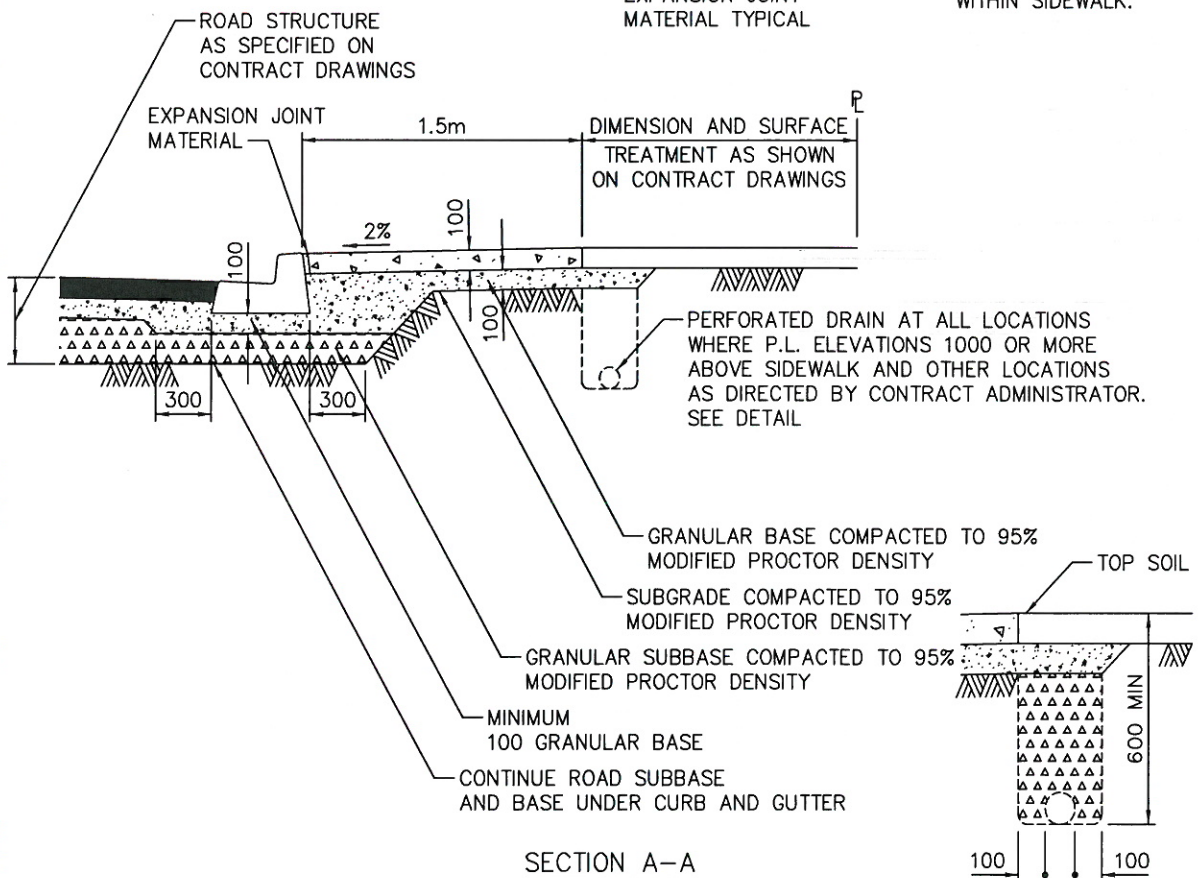 EXPANSION JOINT
MATERIAL TYPICAL
WITHIN SIDEWALK.
ROAD STRUCTURE
AS SPECIFIED ON
CONTRACT DRAWINGS
EXPANSION JOINT
MATERIAL
1.5m
DIMENSION AND SURFACE
TREATMENT AS SHOWN
ON CONTRACT DRAWINGS
PL
2%
100
100
100
300
300
PERFORATED DRAIN AT ALL LOCATIONS
WHERE P.L. ELEVATIONS 1000 OR MORE
ABOVE SIDEWALK AND OTHER LOCATIONS
AS DIRECTED BY CONTRACT ADMINISTRATOR.
SEE DETAIL
GRANULAR BASE COMPACTED TO 95%
MODIFIED PROCTOR DENSITY
SUBGRADE COMPACTED TO 95%
MODIFIED PROCTOR DENSITY
GRANULAR SUBBASE COMPACTED TO 95%
MODIFIED PROCTOR DENSITY
MINIMUM
100 GRANULAR BASE
CONTINUE ROAD SUBBASE
AND BASE UNDER CURB AND GUTTER
TOP SOIL
600 MIN
100
100
SECTION A-A